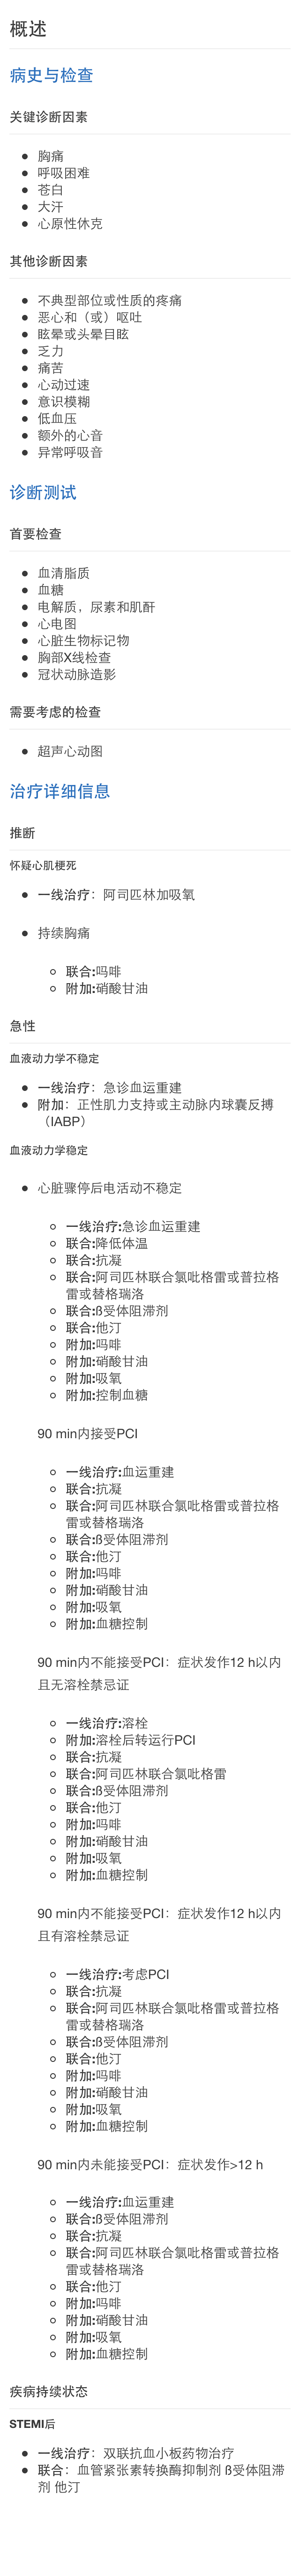 概述
病史与检查
关键诊断因素
胸痛
呼吸困难
苍白
大汗
心原性休克
其他诊断因素
不典型部位或性质的疼痛
恶心和（或）呕吐
眩晕或头晕目眩
乏力
痛苦
心动过速
意识模糊
低血压
额外的心音
异常呼吸音
诊断测试
首要检查
血清脂质
血糖
电解质，尿素和肌酐
心电图
心脏生物标记物
胸部X线检查
冠状动脉造影
需要考虑的检查
超声心动图
治疗详细信息
推断
怀疑心肌梗死
一线治疗：阿司匹林加吸氧
持续胸痛
联合:吗啡
附加:硝酸甘油
急性
血液动力学不稳定
一线治疗：急诊血运重建
附加：正性肌力支持或主动脉内球囊反搏
（IABP）
血液动力学稳定
心脏骤停后电活动不稳定
一线治疗:急诊血运重建
联合:降低体温
联合:抗凝
联合:阿司匹林联合氯吡格雷或普拉格
雷或替格瑞洛
联合:ß受体阻滞剂
联合:他汀
附加:吗啡
附加:硝酸甘油
附加:吸氧
附加:控制血糖
90 min内接受PCI
一线治疗:血运重建
联合:抗凝
联合:阿司匹林联合氯吡格雷或普拉格
雷或替格瑞洛
联合:ß受体阻滞剂
联合:他汀
附加:吗啡
附加:硝酸甘油
附加:吸氧
附加:血糖控制
90 min内不能接受PCI：症状发作12 h以内
且无溶栓禁忌证
一线治疗:溶栓
附加:溶栓后转运行PCI
联合:抗凝
联合:阿司匹林联合氯吡格雷
联合:ß受体阻滞剂
联合:他汀
附加:吗啡
附加:硝酸甘油
附加:吸氧
附加:血糖控制
90 min内不能接受PCI：症状发作12 h以内
且有溶栓禁忌证
一线治疗:考虑PCI
联合:抗凝
联合:阿司匹林联合氯吡格雷或普拉格
雷或替格瑞洛
联合:ß受体阻滞剂
联合:他汀
附加:吗啡
附加:硝酸甘油
附加:吸氧
附加:血糖控制
90 min内未能接受PCI：症状发作>12 h
一线治疗:血运重建
联合:ß受体阻滞剂
联合:抗凝
联合:阿司匹林联合氯吡格雷或普拉格
雷或替格瑞洛
联合:他汀
附加:吗啡
附加:硝酸甘油
附加:吸氧
附加:血糖控制
疾病持续状态
STEMI后
一线治疗：双联抗血小板药物治疗
联合：血管紧张素转换酶抑制剂 ß受体阻滞
剂 他汀